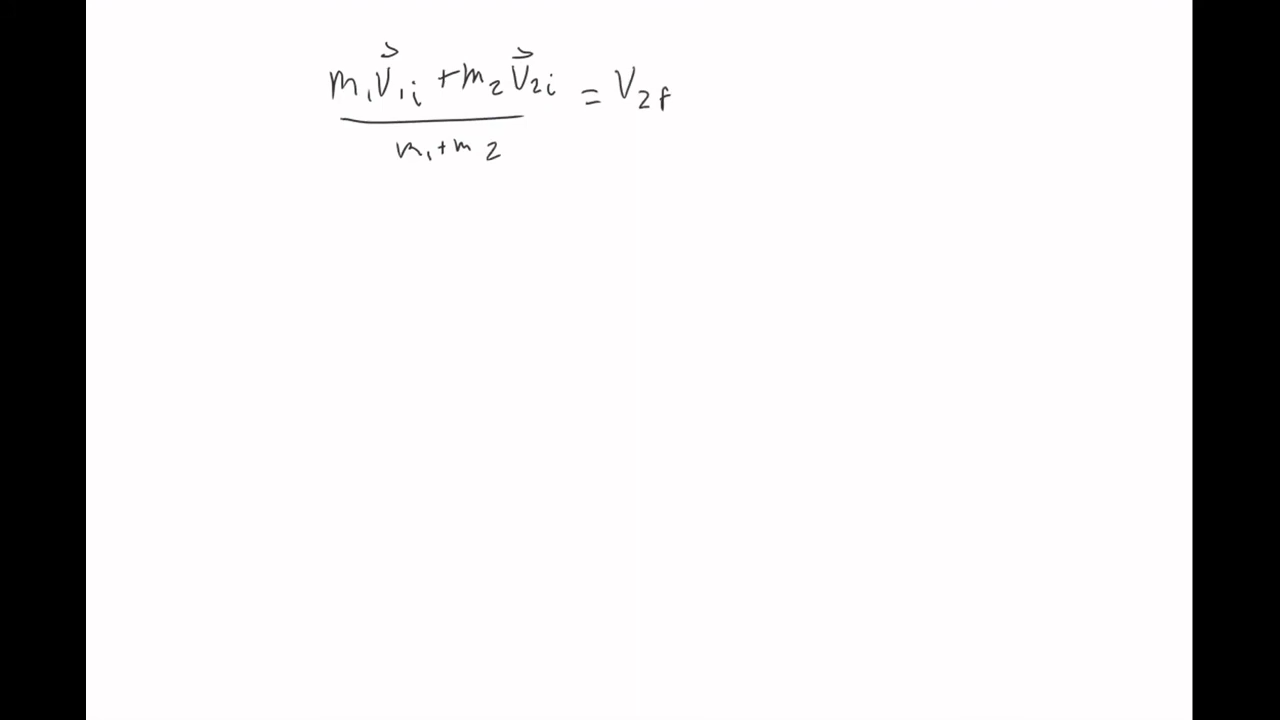 m₁v⃗₁ᵢ + m₂v⃗₂ᵢ = v₂f
m₁ + m₂